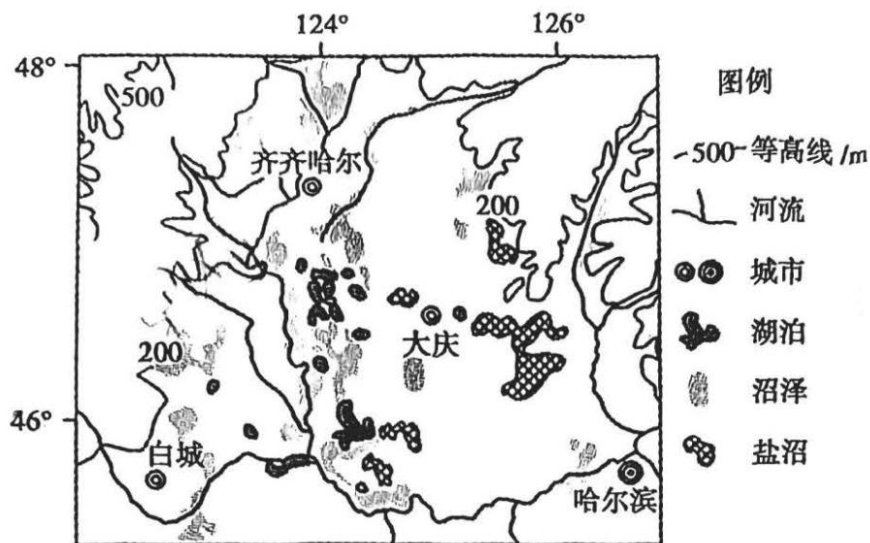 124° 126°
48°
500
齐齐哈尔
200
大庆
200
46°
白城
哈尔滨
图例
500 等高线/m
河流
城市
湖泊
沼泽
盐沼